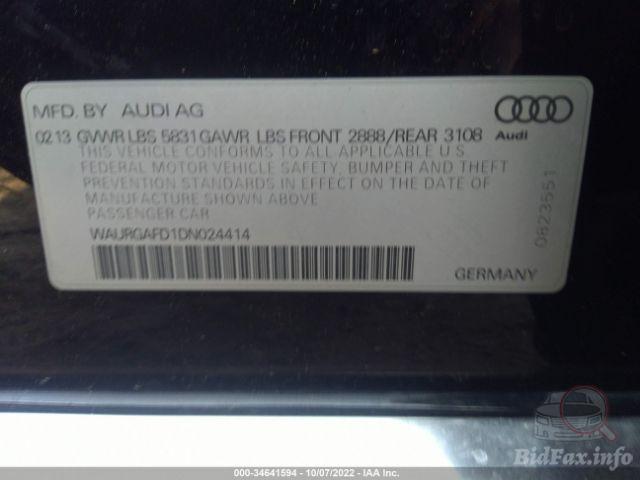 MFD. BY AUDI AG
02 13 GVWR LBS 5831 GAWR LBS FRONT 2888/REAR 3108
Audi
THIS VEHICLE CONFORMS TO ALL APPLICABLE U S
FEDERAL MOTOR VEHICLE SAFETY, BUMPER AND THEFT
PREVENTION STANDARDS IN EFFECT ON THE DATE OF
MANUFACTURE SHOWN ABOVE
PASSENGER CAR
0823551
WAURGAFD1DN024414
GERMANY
BidFax.info
000-34641594 - 10/07/2022 - IAA Inc.